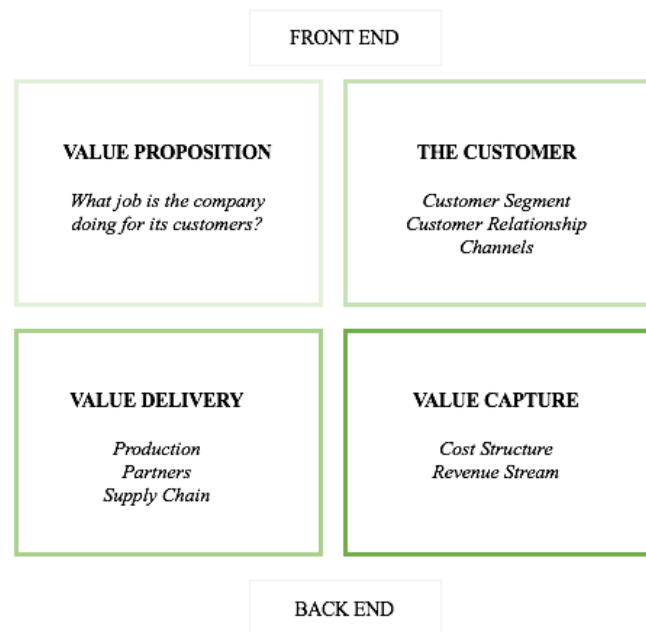 FRONT END
VALUE PROPOSITION
What job is the company
doing for its customers?
THE CUSTOMER
Customer Segment
Customer Relationship
Channels
VALUE DELIVERY
Production
Partners
Supply Chain
VALUE CAPTURE
Cost Structure
Revenue Stream
BACK END